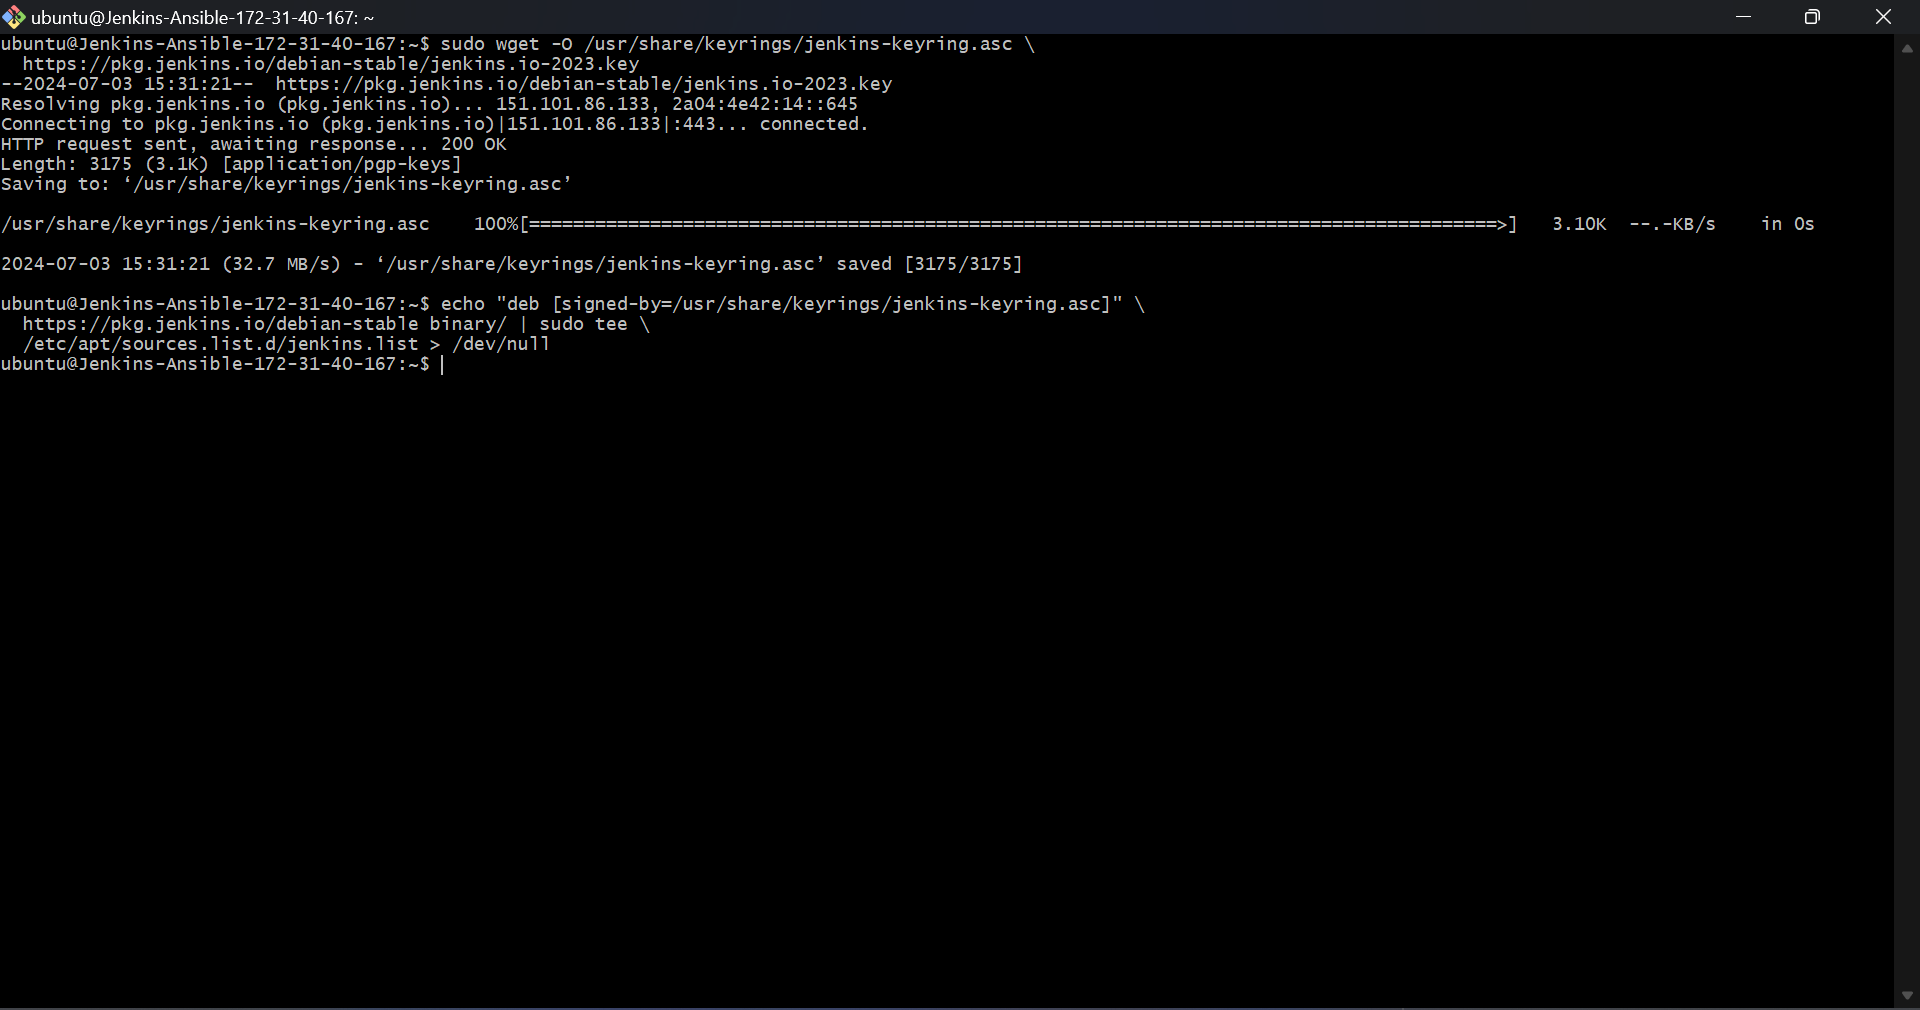 ubuntu@Jenkins-Ansible-172-31-40-167: ~
ubuntu@Jenkins-Ansible-172-31-40-167:~$ sudo wget -O /usr/share/keyrings/jenkins-keyring.asc \
  https://pkg.jenkins.io/debian-stable/jenkins.io-2023.key
--2024-07-03 15:31:21--  https://pkg.jenkins.io/debian-stable/jenkins.io-2023.key
Resolving pkg.jenkins.io (pkg.jenkins.io)... 151.101.86.133, 2a04:4e42:14::645
Connecting to pkg.jenkins.io (pkg.jenkins.io)|151.101.86.133|:443... connected.
HTTP request sent, awaiting response... 200 OK
Length: 3175 (3.1K) [application/pgp-keys]
Saving to: ‘/usr/share/keyrings/jenkins-keyring.asc’
/usr/share/keyrings/jenkins-keyring.asc    100%[========================================================================================>]   3.10K  --.-KB/s    in 0s
2024-07-03 15:31:21 (32.7 MB/s) - ‘/usr/share/keyrings/jenkins-keyring.asc’ saved [3175/3175]
ubuntu@Jenkins-Ansible-172-31-40-167:~$ echo "deb [signed-by=/usr/share/keyrings/jenkins-keyring.asc]" \
  https://pkg.jenkins.io/debian-stable binary/ | sudo tee \
  /etc/apt/sources.list.d/jenkins.list > /dev/null
ubuntu@Jenkins-Ansible-172-31-40-167:~$